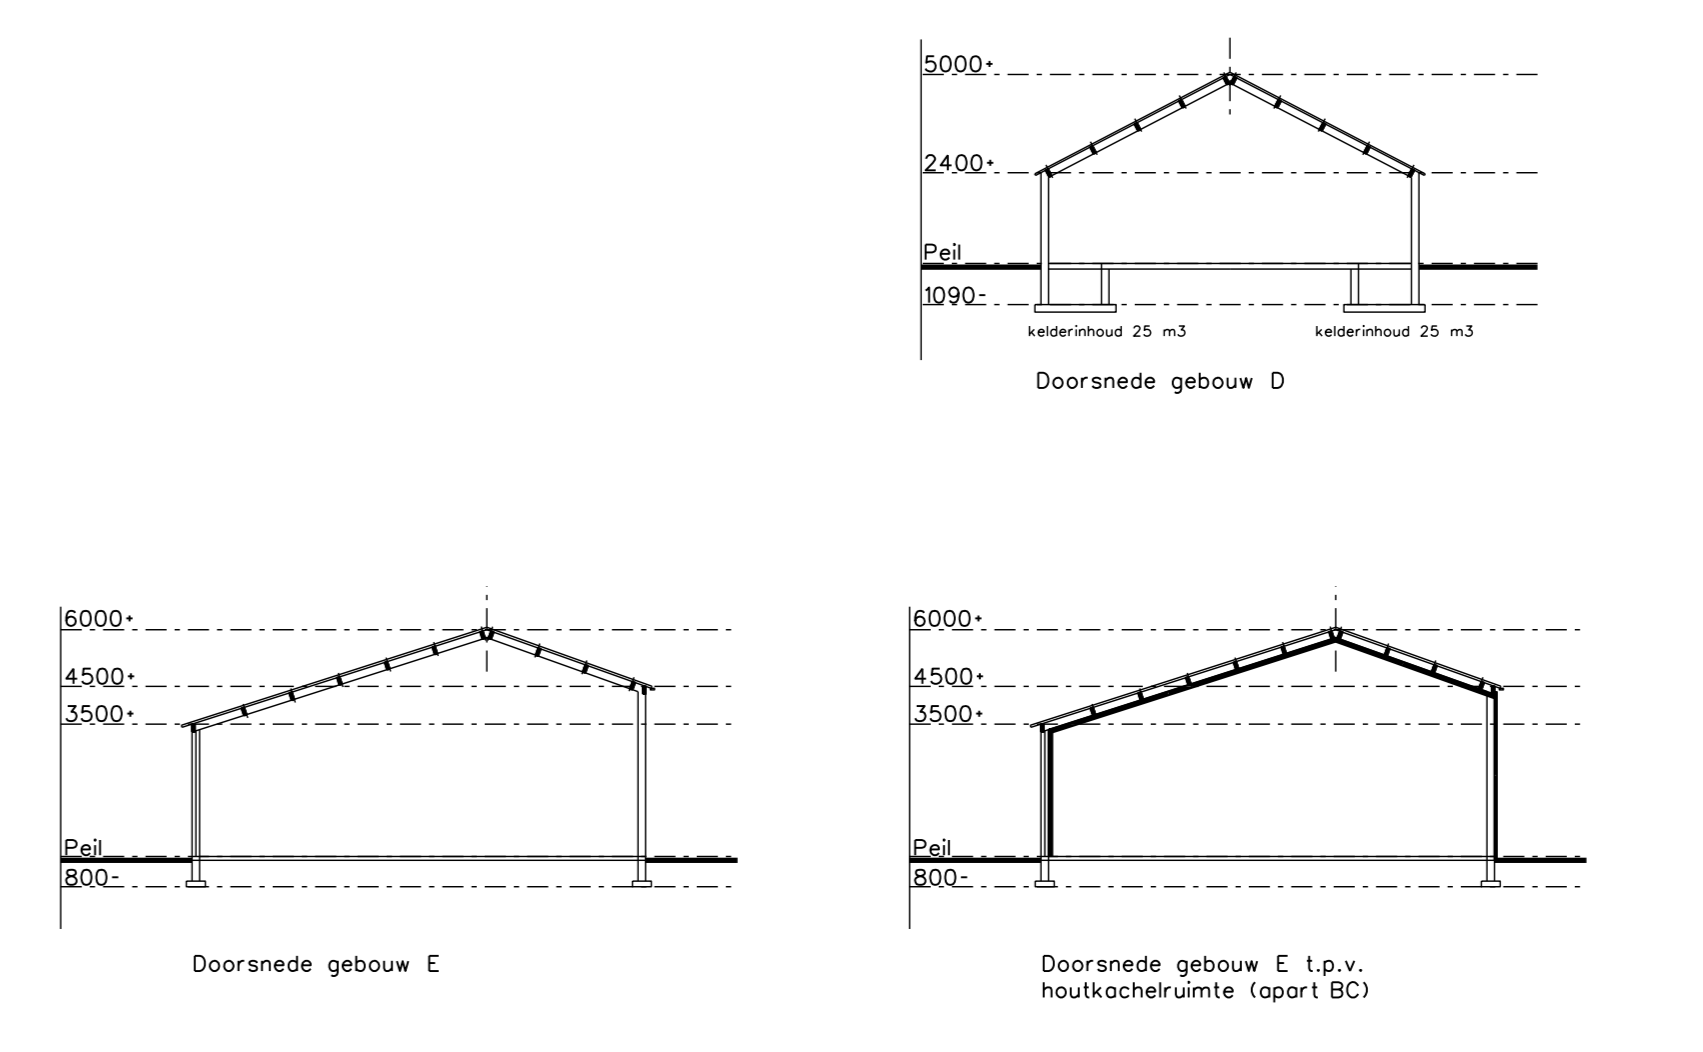 5000+
2400+
Peil
1090-
kelderinhoud 25 m3
kelderinhoud 25 m3
Doorsnede gebouw D
6000+
4500+
3500+
Peil
800-
Doorsnede gebouw E
6000+
4500+
3500+
Peil
800-
Doorsnede gebouw E t.p.v.
houtkachelruimte (apart BC)